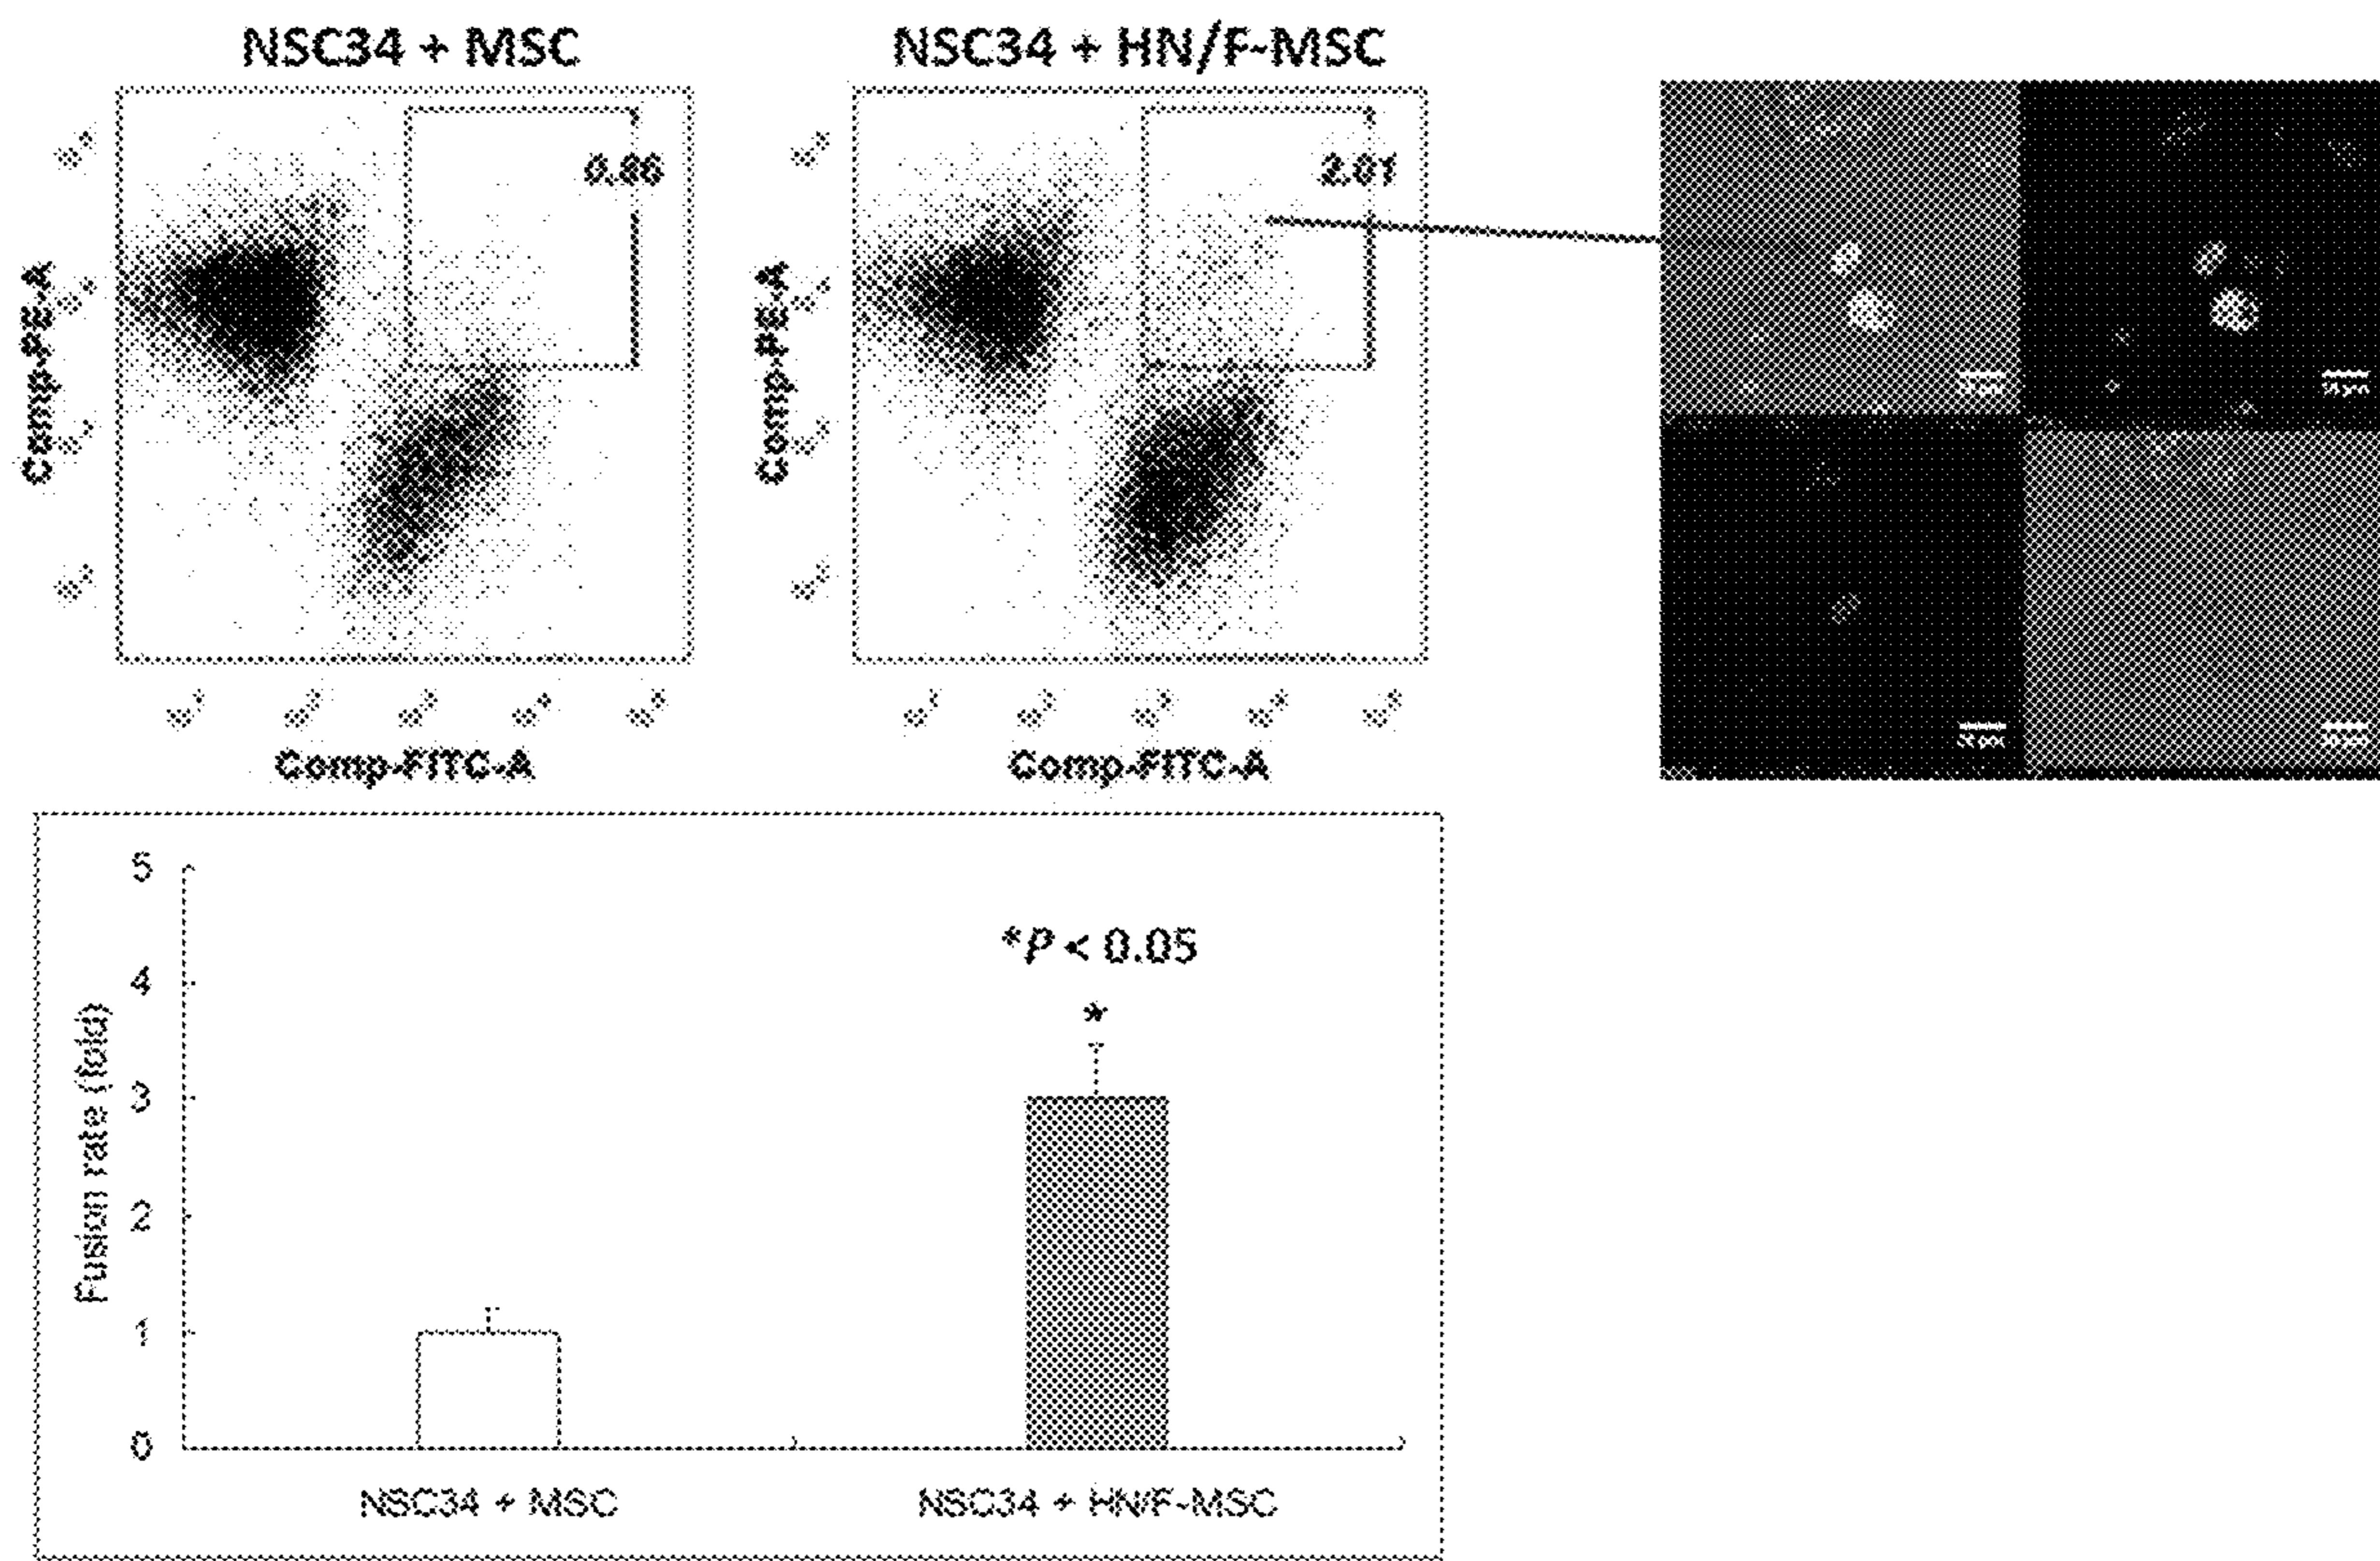 NSC34 + MSC
NSC34 + HN/F-MSC
0.86
2.01
Comp-PE-A
Comp-PE-A
Comp-FITC-A
Comp-FITC-A
5
4
3
2
1
0
Fusion rate (fold)
*P < 0.05
*
NSC34 + MSC
NSC34 + HN/F-MSC